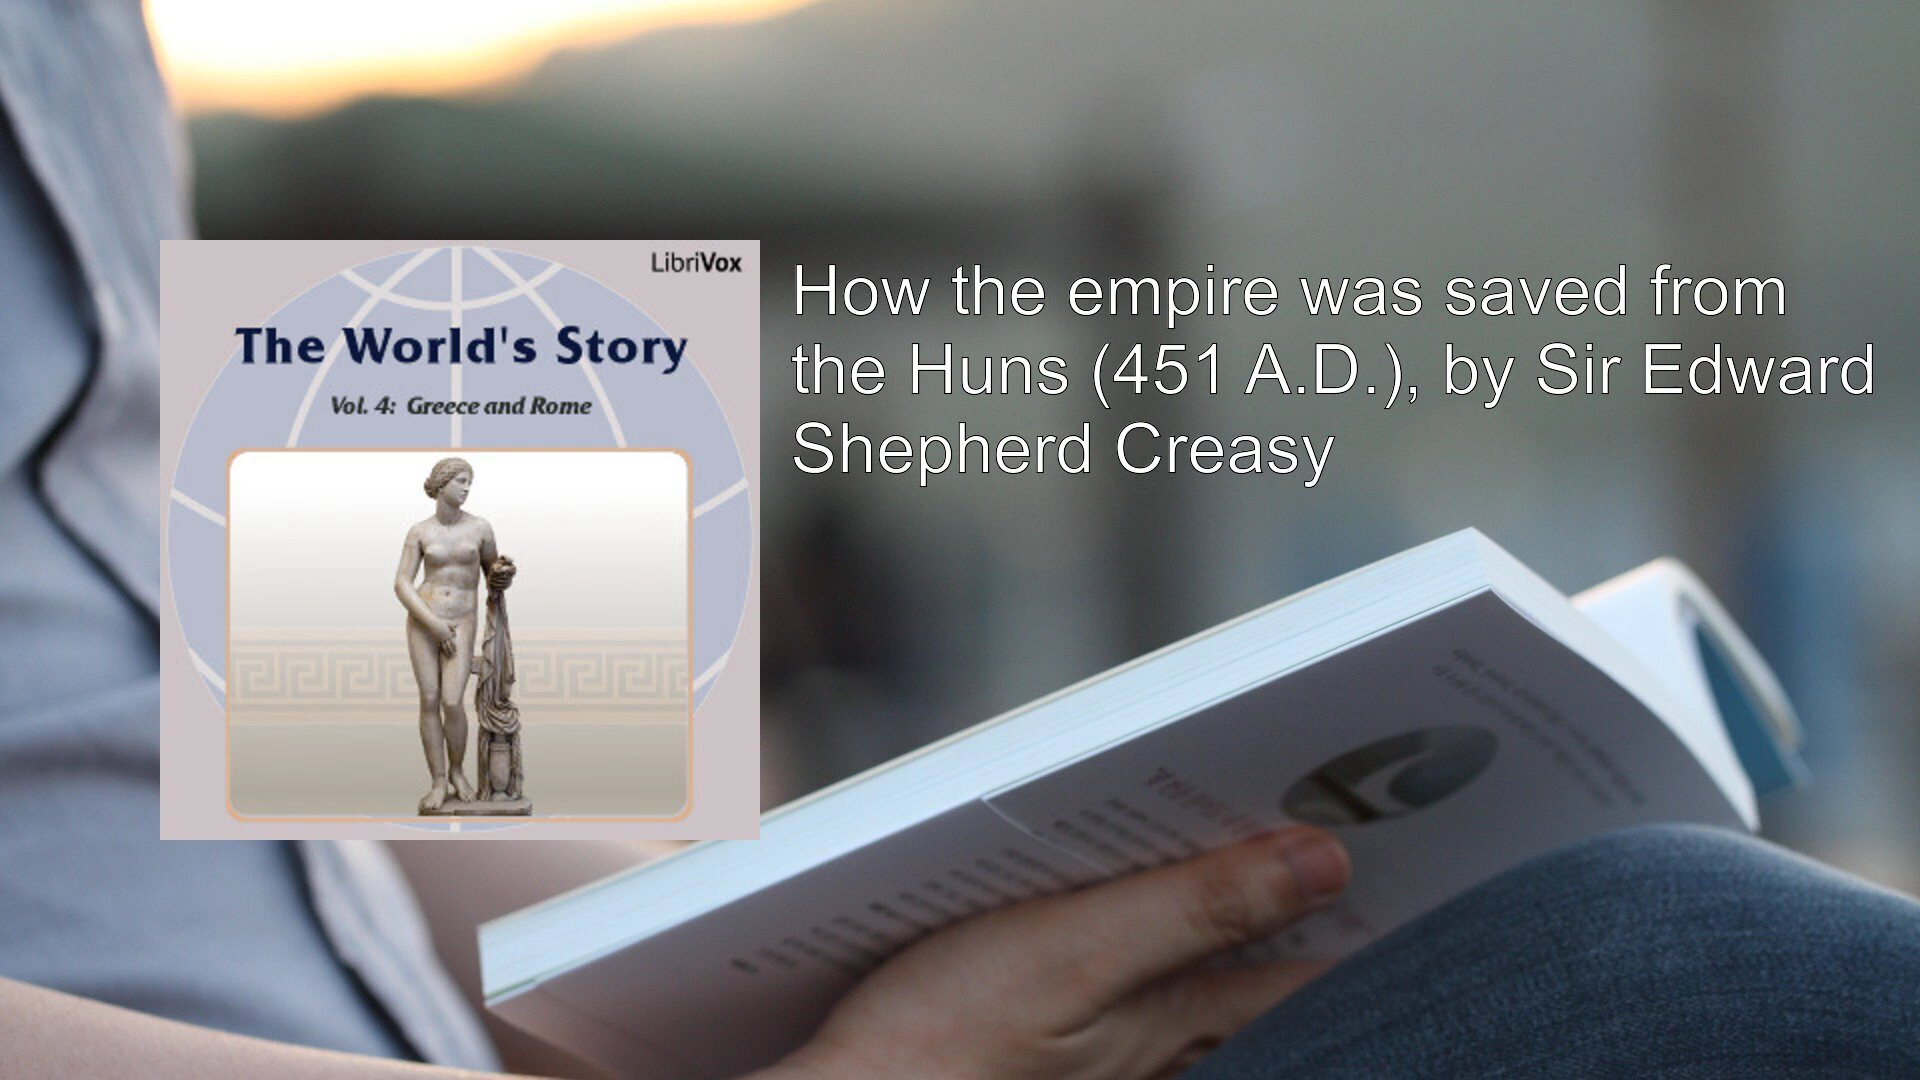 LibriVox
The World's Story
Vol. 4: Greece and Rome
How the empire was saved from
the Huns (451 A.D.), by Sir Edward
Shepherd Creasy